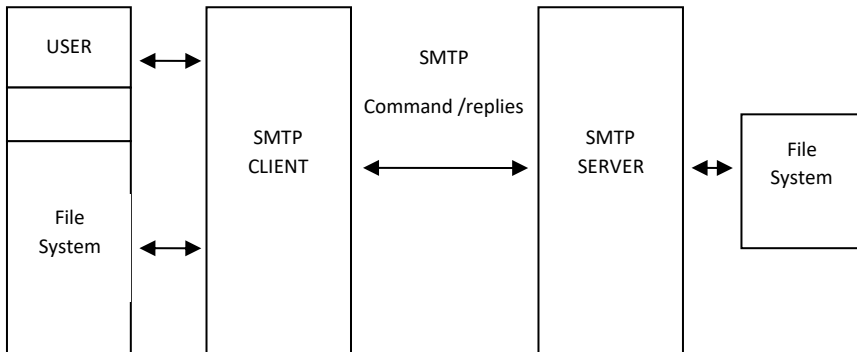 USER
File
System
SMTP
CLIENT
SMTP
Command /replies
SMTP
SERVER
File
System